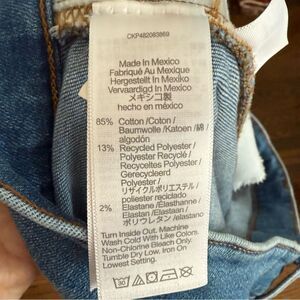 CKP482083869
Made In Mexico
Fabriqué Au Mexique
Hergestellt In Mexiko
Vervaardigd In Mexico
メキシコ製
hecho en méxico
85% Cotton /Coton /
Baumwolle /Katoen / 綿 /
algodón
13% Recycled Polyester /
Polyester Recyclé /
Recyceltes Polyester /
Gerecycleerd
Polyester /
リサイクルポリエステル /
poliester reciclado
2% Elastane /Elasthanne /
Elastan /Elastaan /
ポリウレタン /elastano
Turn Inside Out. Machine
Wash Cold With Like Colors.
Non-Chlorine Bleach Only.
Tumble Dry Low. Iron On
Lowest Setting.
30